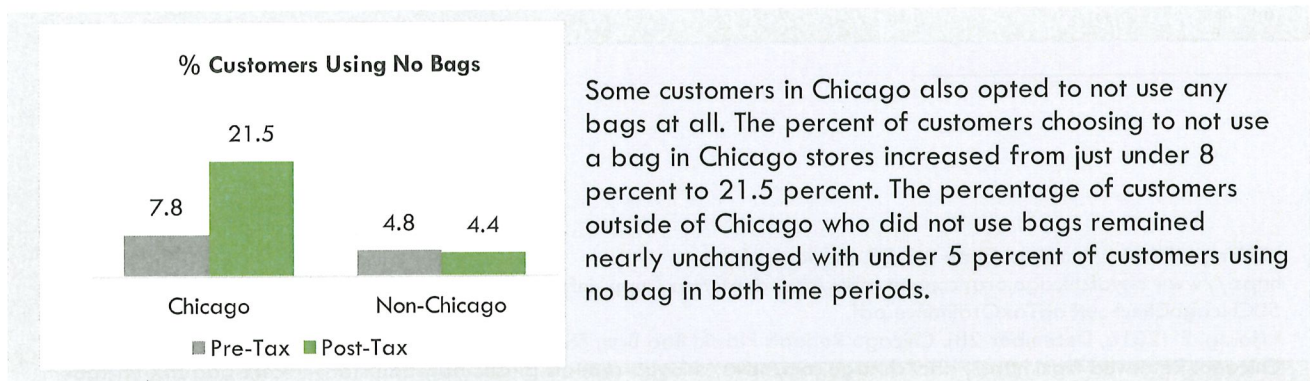 % Customers Using No Bags
21.5
7.8
4.8
4.4
Chicago
Non-Chicago
Pre-Tax
Post-Tax
Some customers in Chicago also opted to not use any
bags at all. The percent of customers choosing to not use
a bag in Chicago stores increased from just under 8
percent to 21.5 percent. The percentage of customers
outside of Chicago who did not use bags remained
nearly unchanged with under 5 percent of customers using
no bag in both time periods.